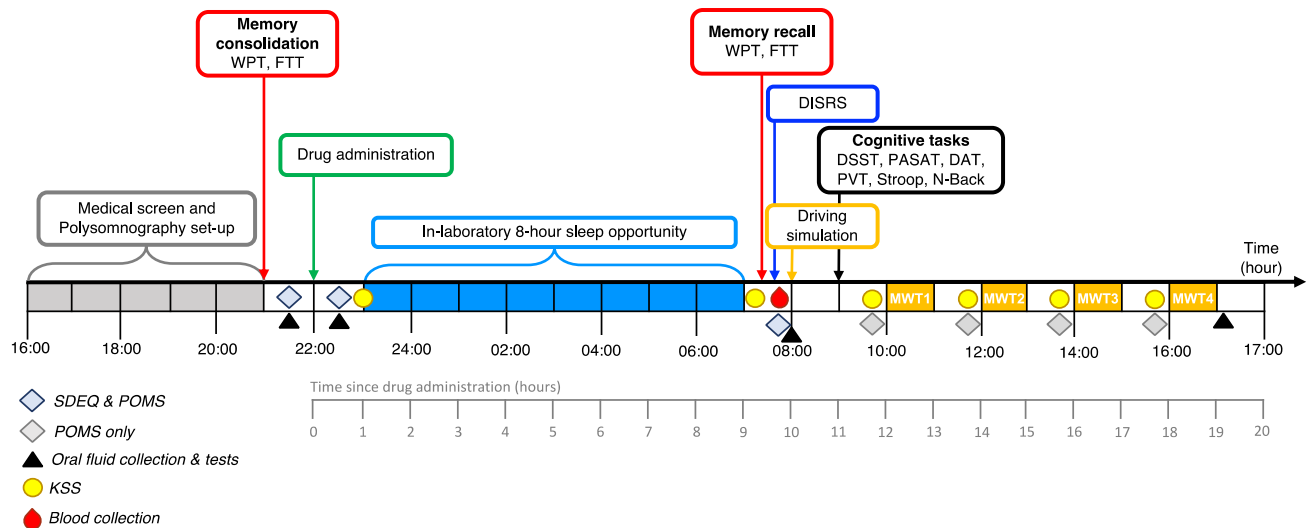 Memory
consolidation
WPT, FTT
Memory recall
WPT, FTT
DISRS
Drug administration
Cognitive tasks
DSST, PASAT, DAT,
PVT, Stroop, N-Back
Medical screen and
Polysomnography set-up
In-laboratory 8-hour sleep opportunity
Driving
simulation
Time
(hour)
MWT1 MWT2 MWT3 MWT4
16:00 18:00 20:00 22:00 24:00 02:00 04:00 06:00 08:00 10:00 12:00 14:00 16:00 17:00
Time since drug administration (hours)
0 1 2 3 4 5 6 7 8 9 10 11 12 13 14 15 16 17 18 19 20
SDEQ & POMS
POMS only
Oral fluid collection & tests
KSS
Blood collection